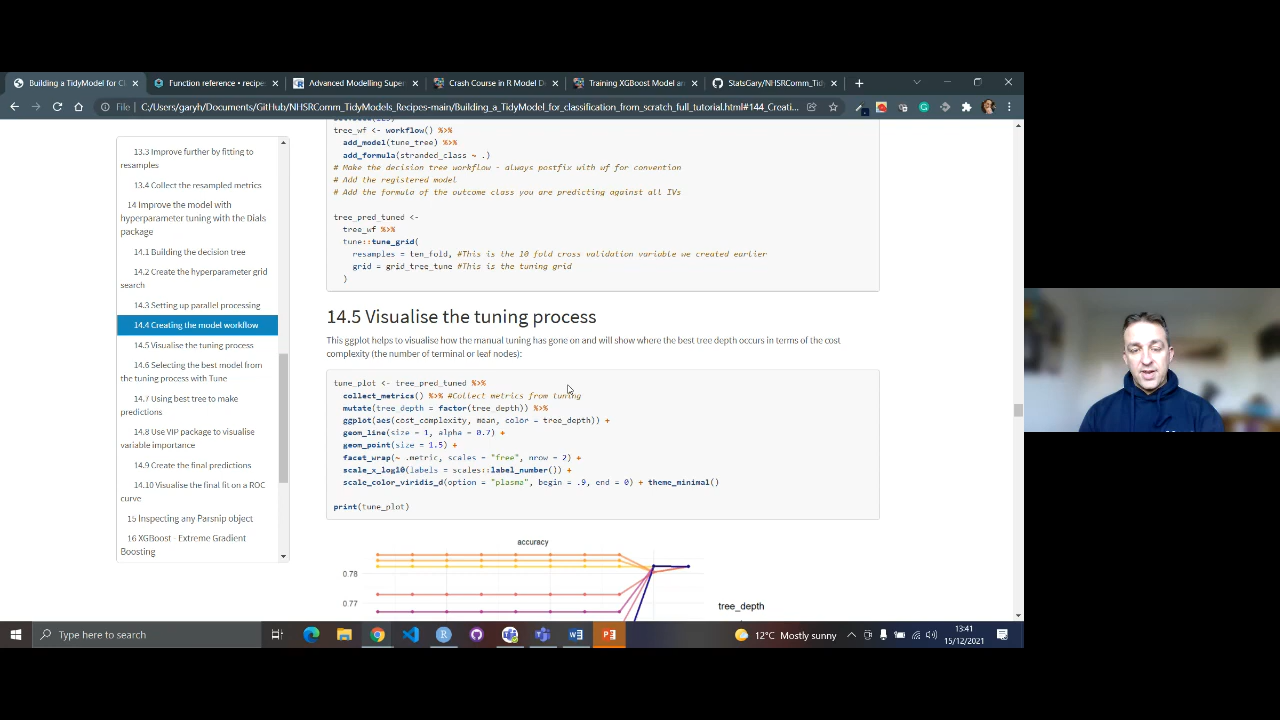 Building a TidyModel for Cl
Function reference • recipe
Advanced Modelling Super
Crash Course in R Model D
Training XGBoost Model an
StatsGary/NHSRComm_Tidy
File
C:/Users/garyh/Documents/GitHub/NHSRComm_TidyModels_Recipes-main/Building_a_TidyModel_for_classification_from_scratch_full_tutorial.html#144_Creati...
13.3 Improve further by fitting to
resamples
13.4 Collect the resampled metrics
14 Improve the model with
hyperparameter tuning with the Dials
package
14.1 Building the decision tree
14.2 Create the hyperparameter grid
search
14.3 Setting up parallel processing
14.4 Creating the model workflow
14.5 Visualise the tuning process
14.6 Selecting the best model from
the tuning process with Tune
14.7 Using best tree to make
predictions
14.8 Use VIP package to visualise
variable importance
14.9 Create the final predictions
14.10 Visualise the final fit on a ROC
curve
15 Inspecting any Parsnip object
16 XGBoost - Extreme Gradient
Boosting
tree_wf <- workflow() %>%
add_model(tune_tree) %>%
add_formula(stranded_class ~ .)
# Make the decision tree workflow - always postfix with wf for convention
# Add the registered model
# Add the formula of the outcome class you are predicting against all IVs
tree_pred_tuned <-
tree_wf %>%
tune::tune_grid(
resamples = ten_fold, #This is the 10 fold cross validation variable we created earlier
grid = grid_tree_tune #This is the tuning grid
)
14.5 Visualise the tuning process
This ggplot helps to visualise how the manual tuning has gone on and will show where the best tree depth occurs in terms of the cost
complexity (the number of terminal or leaf nodes):
tune_plot <- tree_pred_tuned %>%
collect_metrics() %>% #Collect metrics from tuning
mutate(tree_depth = factor(tree_depth)) %>%
ggplot(aes(cost_complexity, mean, color = tree_depth)) +
geom_line(size = 1, alpha = 0.7) +
geom_point(size = 1.5) +
facet_wrap(~ .metric, scales = "free", nrow = 2) +
scale_x_log10(labels = scales::label_number()) +
scale_color_viridis_d(option = "plasma", begin = .9, end = 0) + theme_minimal()
print(tune_plot)
accuracy
0.78
0.77
tree_depth
Type here to search
12°C Mostly sunny
13:41
15/12/2021